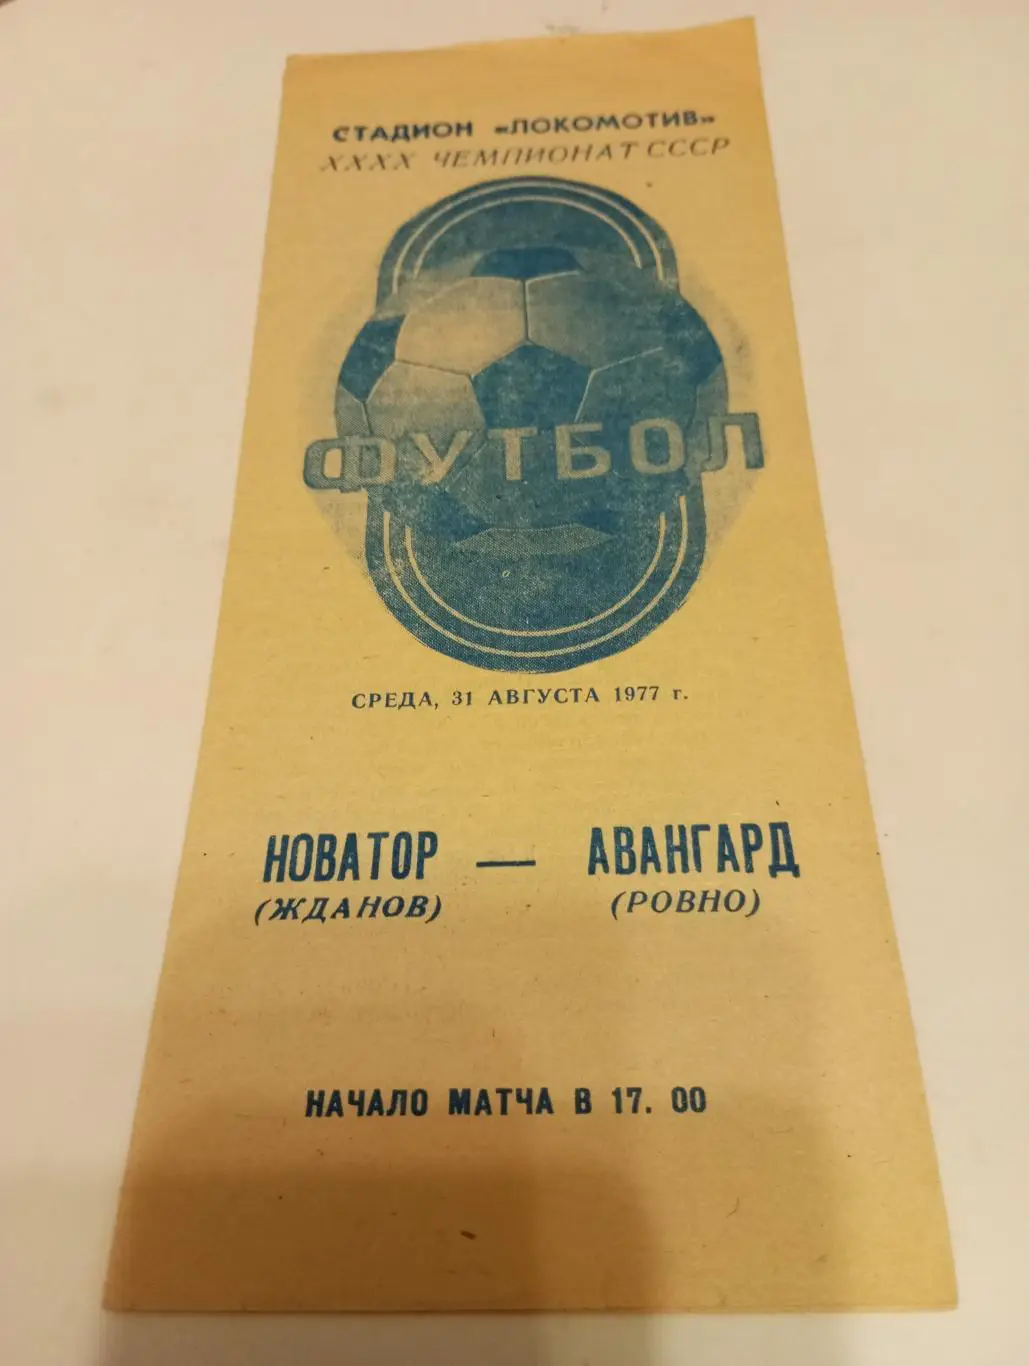 СТАДИОН «ЛОКОМОТИВ»
XXXX ЧЕМПИОНАТ СССР
ФУТБОЛ
СРЕДА, 31 АВГУСТА 1977 г.
НОВАТОР — АВАНГАРД
(ЖДАНОВ) (РОВНО)
НАЧАЛО МАТЧА В 17. 00